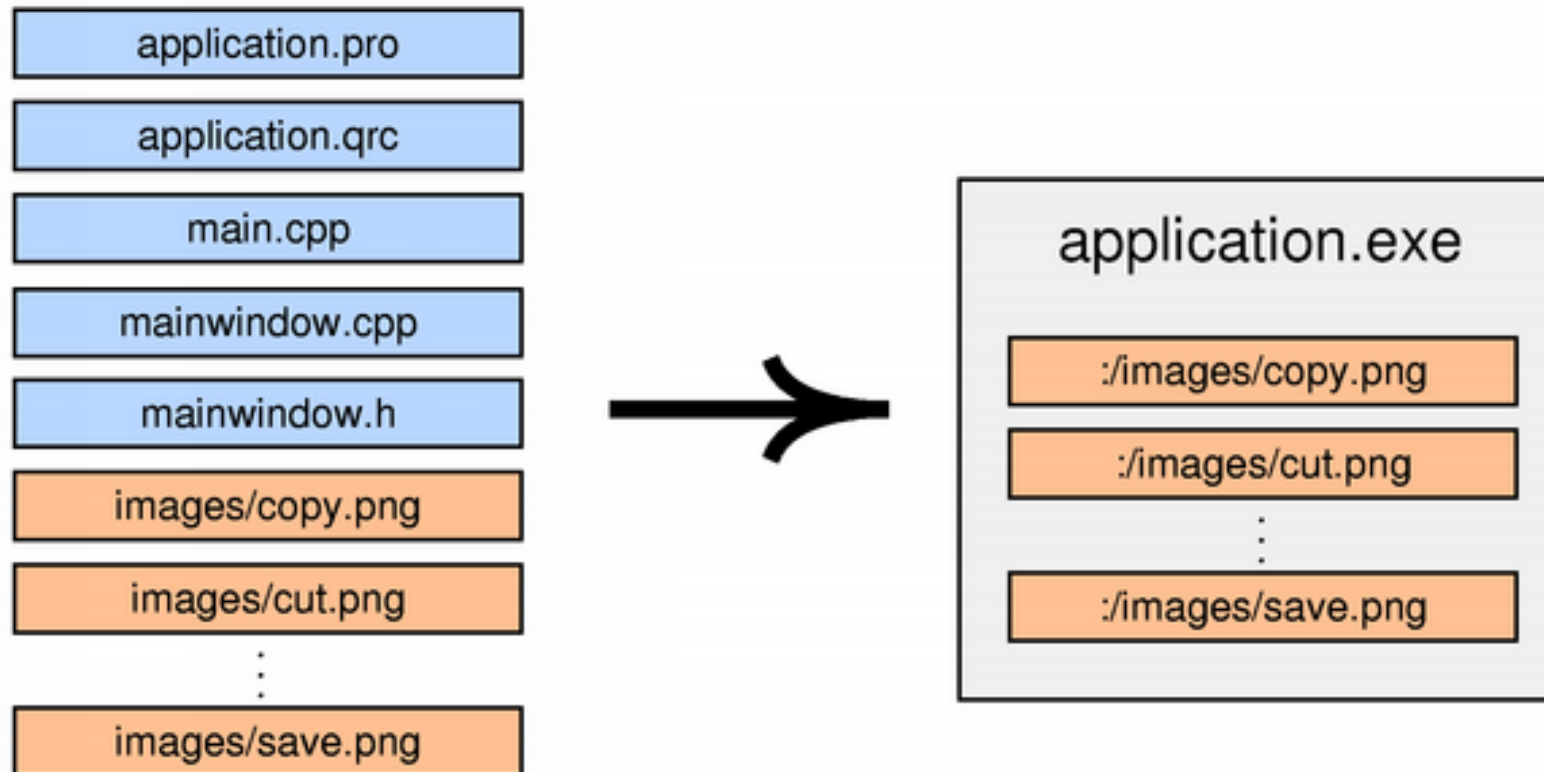 application.pro
application.qrc
main.cpp
mainwindow.cpp
mainwindow.h
images/copy.png
images/cut.png
images/save.png
application.exe
:/images/copy.png
:/images/cut.png
:/images/save.png